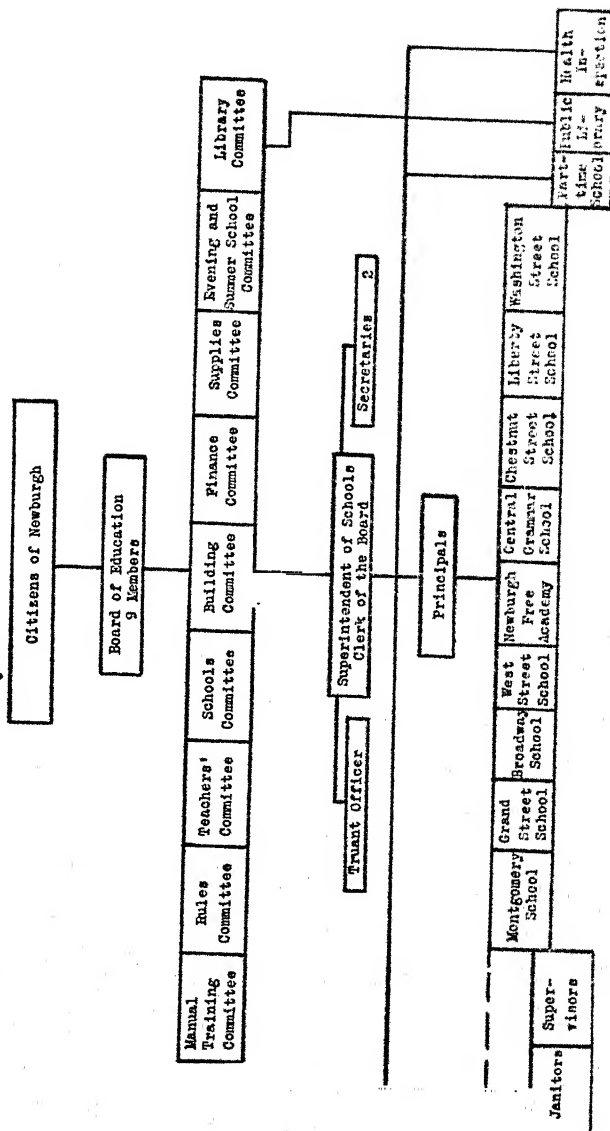 Citizens of Newburgh
Board of Education
9 Members
Manual
Training
Committee
Rules
Committee
Teachers'
Committee
Schools
Committee
Building
Committee
Finance
Committee
Supplies
Committee
Evening and
Summer School
Committee
Library
Committee
Truant Officer
Superintendent of Schools
Clerk of the Board
Secretaries 2
Principals
Janitors
Super-
visors
Montgomery
School
Grand
Street
School
Broadway
School
West
Street
School
Newburgh
Free
Academy
Central
Grammar
School
Chestnut
Street
School
Liberty
Street
School
Washington
Street
School
Part-
time
School
Public
Li-
brary
Health
In-